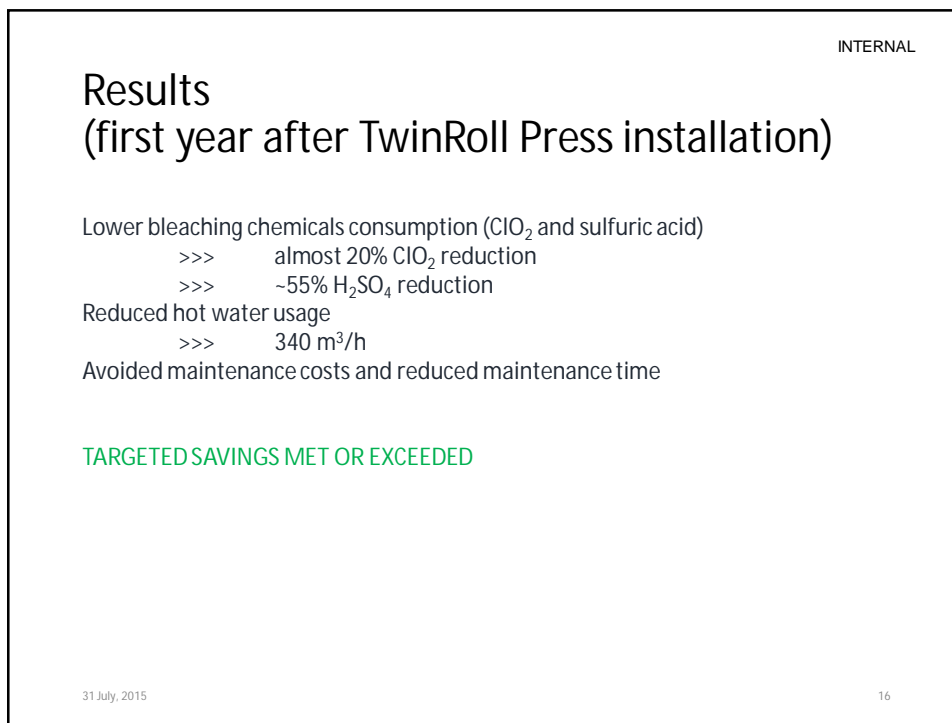 INTERNAL
Results
(first year after TwinRoll Press installation)
Lower bleaching chemicals consumption (ClO₂ and sulfuric acid)
>>> almost 20% ClO₂ reduction
>>> ~55% H₂SO₄ reduction
Reduced hot water usage
>>> 340 m³/h
Avoided maintenance costs and reduced maintenance time
TARGETED SAVINGS MET OR EXCEEDED
31 July, 2015 16